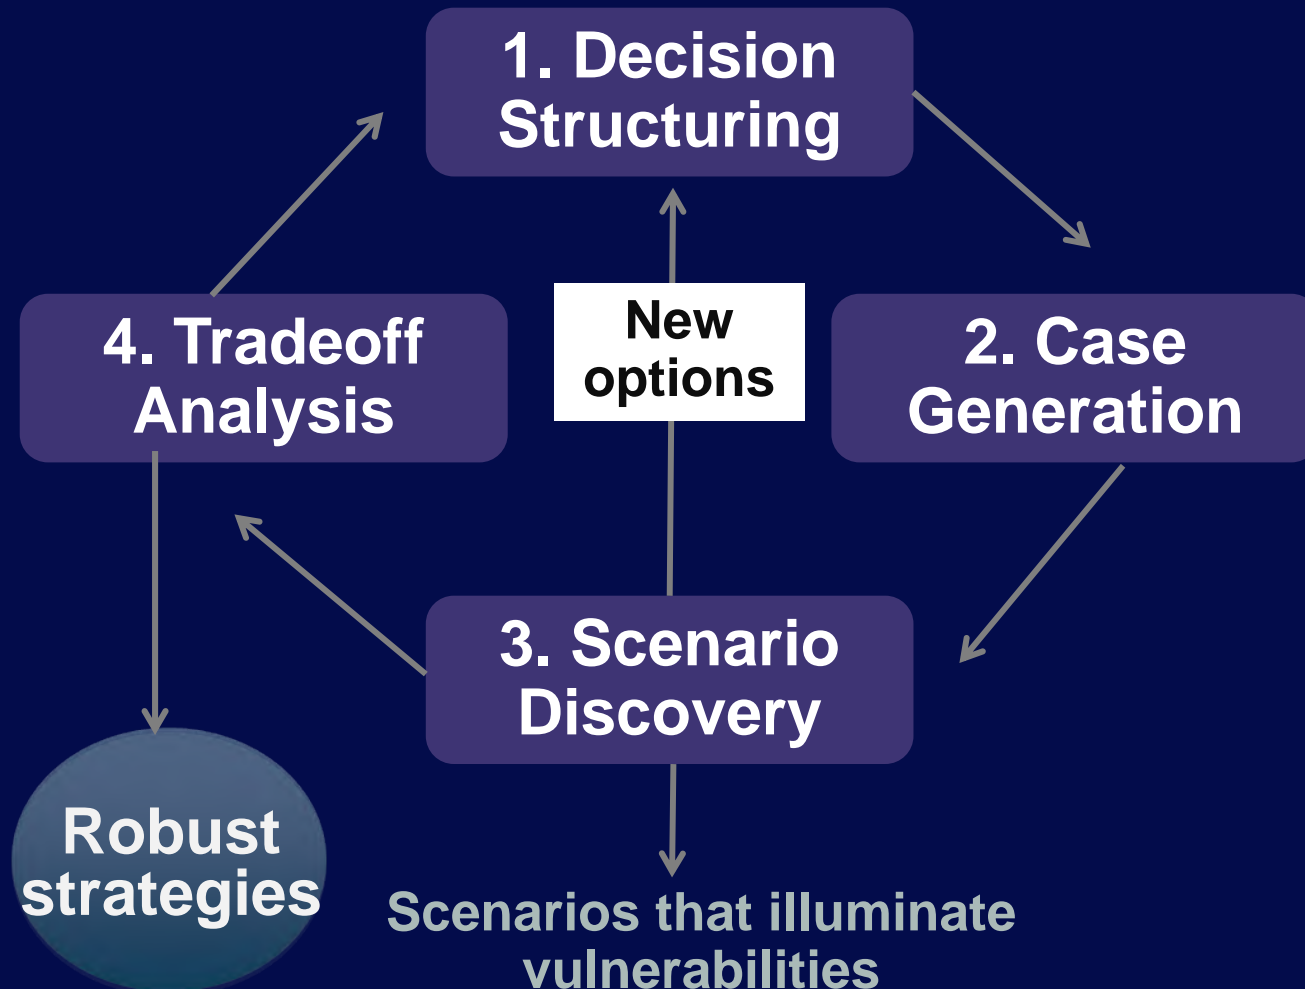 1. Decision
Structuring
4. Tradeoff
Analysis
New
options
2. Case
Generation
3. Scenario
Discovery
Robust
strategies
Scenarios that illuminate
vulnerabilities